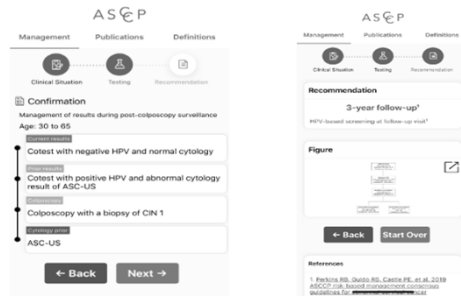 ASCCP
Management Publications Definitions
Clinical Situation Testing Recommendation
Confirmation
Management of results during post-colposcopy surveillance
Age: 30 to 65
Current results
Cotest with negative HPV and normal cytology
Prior results
Cotest with positive HPV and abnormal cytology
result of ASC-US
Colposcopy
Colposcopy with a biopsy of CIN 1
Cytology prior
ASC-US
← Back Next →
ASCCP
Management Publications Definitions
Clinical Situation Testing Recommendation
Recommendation
3-year follow-up¹
HPV-based screening at follow-up visit¹
Figure
← Back Start Over
References
1. Perkins RB, Guido RS, Castle PE, et al. 2019
ASCCP risk-based management consensus
guidelines for